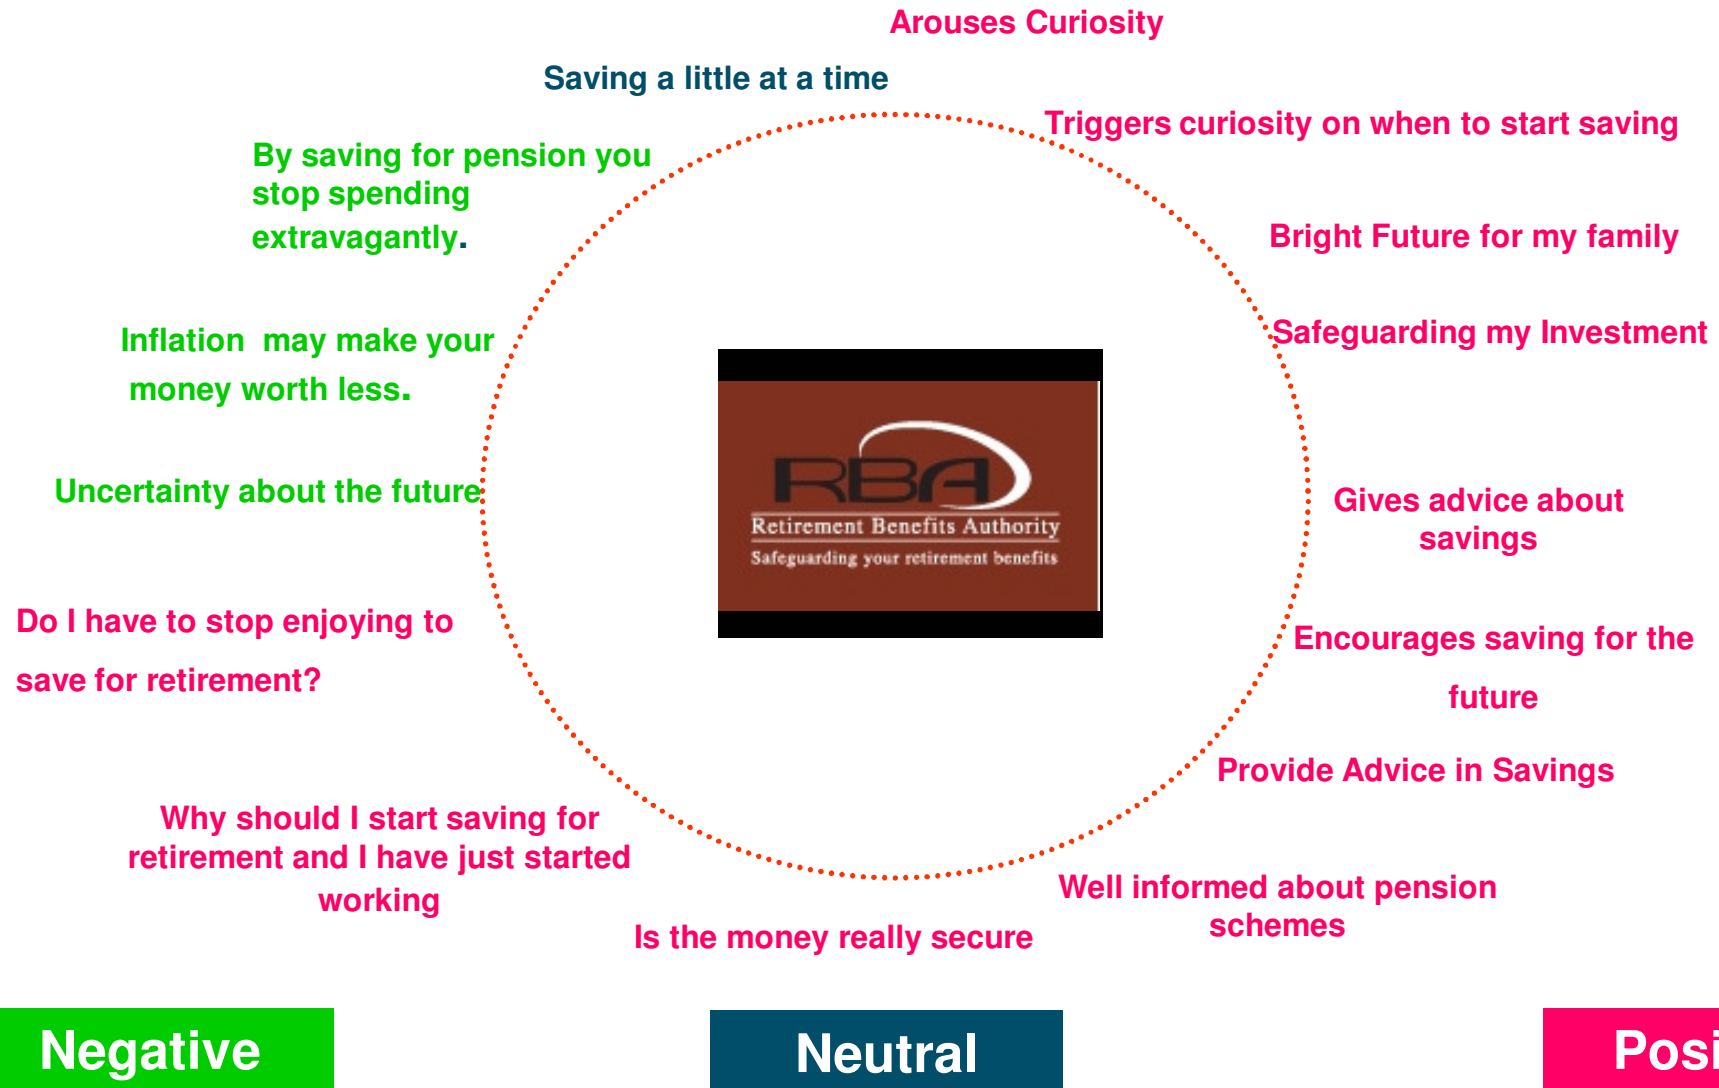 Arouses Curiosity
Saving a little at a time
Triggers curiosity on when to start saving
By saving for pension you
stop spending
extravagantly.
Bright Future for my family
Safeguarding my Investment
Inflation may make your
money worth less.
RBA
Retirement Benefits Authority
Safeguarding your retirement benefits
Uncertainty about the future
Gives advice about
savings
Do I have to stop enjoying to
save for retirement?
Encourages saving for the
future
Provide Advice in Savings
Why should I start saving for
retirement and I have just started
working
Well informed about pension
schemes
Is the money really secure
Negative
Neutral
Posi